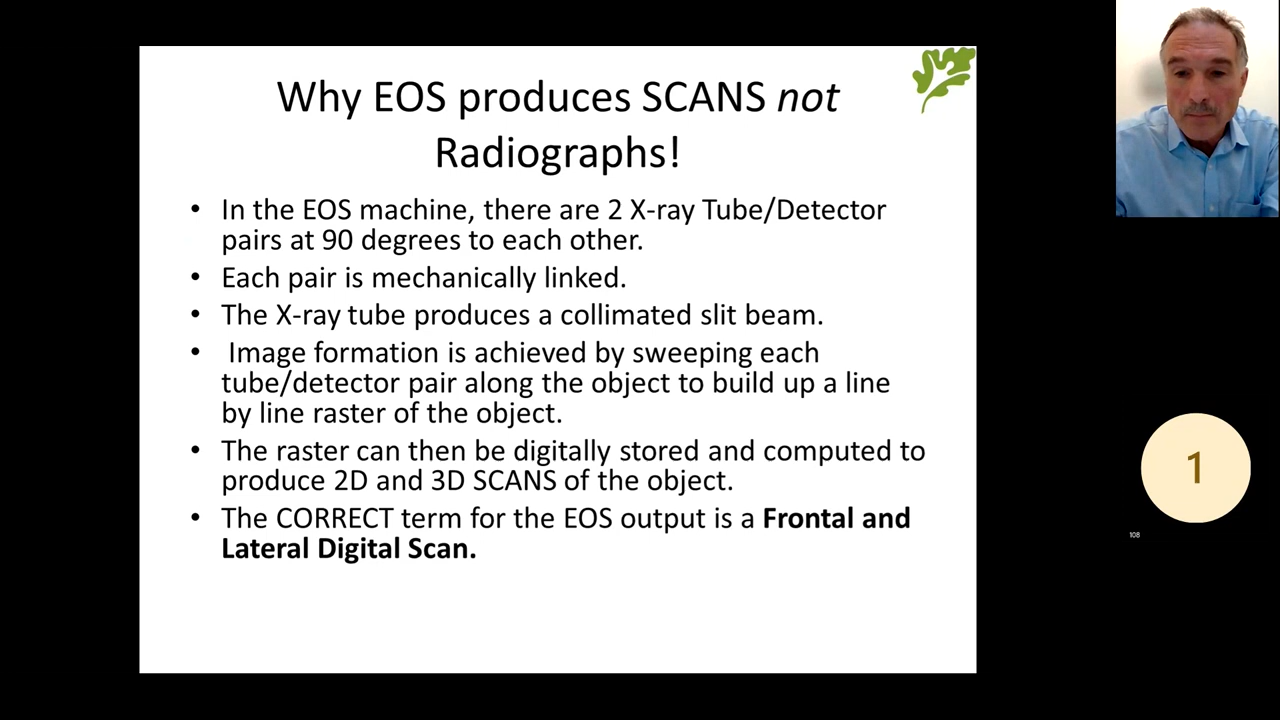 Why EOS produces SCANS not
Radiographs!
• In the EOS machine, there are 2 X-ray Tube/Detector
pairs at 90 degrees to each other.
• Each pair is mechanically linked.
• The X-ray tube produces a collimated slit beam.
• Image formation is achieved by sweeping each
tube/detector pair along the object to build up a line
by line raster of the object.
• The raster can then be digitally stored and computed to
produce 2D and 3D SCANS of the object.
• The CORRECT term for the EOS output is a Frontal and
Lateral Digital Scan.
1
108